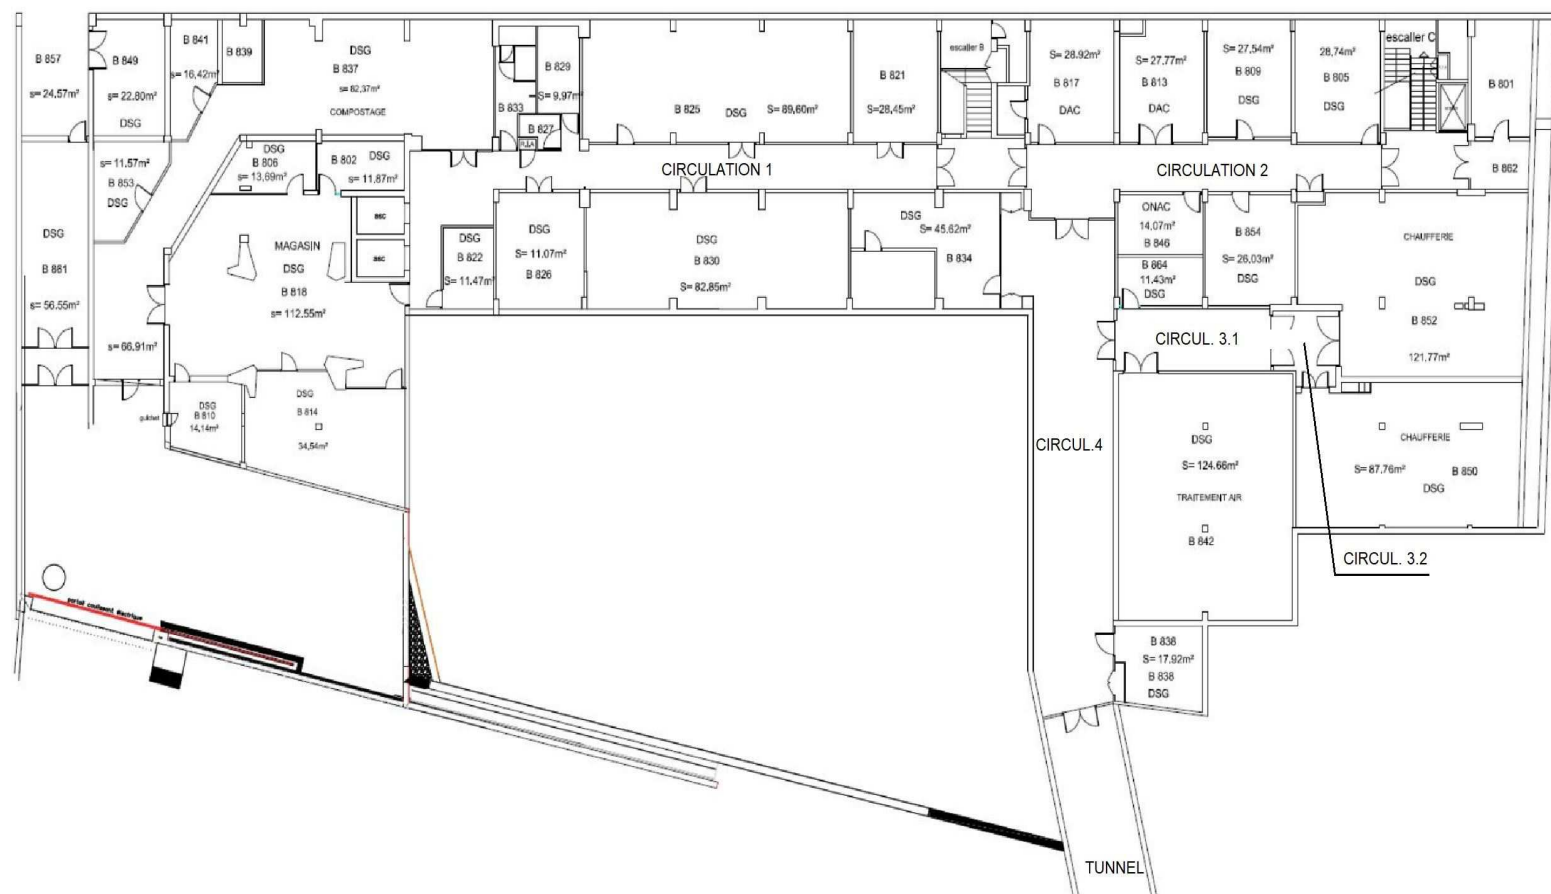 B 857
s= 24.57m²
B 849
s= 22.80m²
DSG
B 841
s= 16,42m²
B 839
DSG
B 837
s= 82,37m²
COMPOSTAGE
B 833
B 829
S= 9,97m²
B 827
R.I.A
B 825
DSG
S= 89,60m²
B 821
S=28,45m²
escalier B
S= 28.92m²
B 817
DAC
S= 27.77m²
B 813
DAC
S= 27,54m²
B 809
DSG
28,74m²
B 805
DSG
escalier C
B 801
s= 11.57m²
B 853
DSG
DSG
B 806
s= 13,69m²
B 802
DSG
s= 11,87m²
CIRCULATION 1
CIRCULATION 2
B 862
DSG
B 881
s= 56.55m²
s= 66.91m²
MAGASIN
DSG
B 818
s= 112.55m²
asc
asc
DSG
B 822
S= 11.47m²
DSG
S= 11.07m²
B 826
DSG
B 830
S= 82.85m²
DSG
S= 45.62m²
B 834
ONAC
14,07m²
B 846
B 864
11.43m²
DSG
B 854
S= 26,03m²
DSG
CHAUFFERIE
DSG
B 852
121.77m²
CIRCUL. 3.1
guichet
DSG
B 810
14,14m²
DSG
B 814
34,54m²
CIRCUL.4
DSG
S= 124.66m²
TRAITEMENT AIR
B 842
CHAUFFERIE
S= 87,76m²
B 850
DSG
CIRCUL. 3.2
portail coulissant électrique
B 836
S= 17.92m²
B 838
DSG
TUNNEL